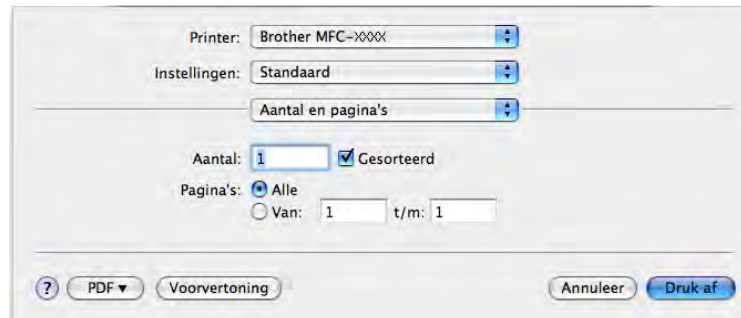 Printer: Brother MFC-XXXX
Instellingen: Standaard
Aantal en pagina's
Aantal: 1 Gesorteerd
Pagina's: Alle
Van: 1 t/m: 1
? PDF▼ Voorvertoning Annuleer Druk af